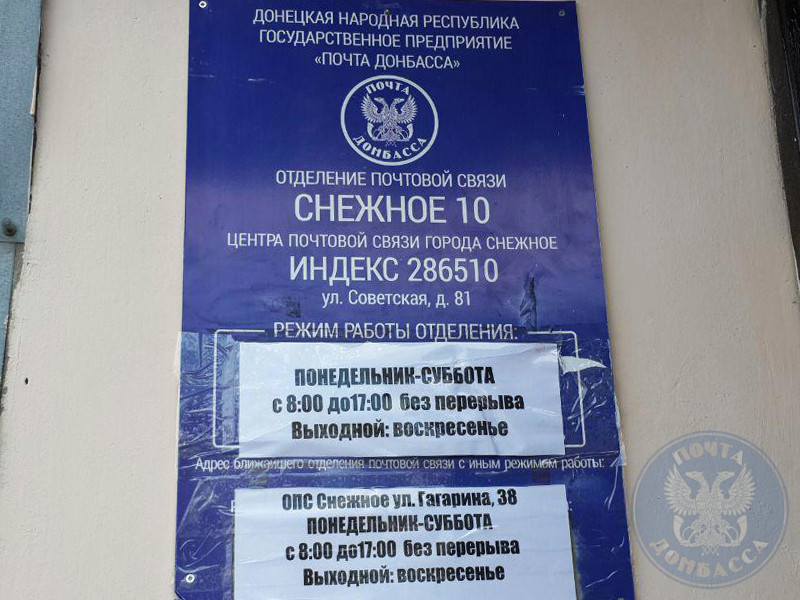 ДОНЕЦКАЯ НАРОДНАЯ РЕСПУБЛИКА
ГОСУДАРСТВЕННОЕ ПРЕДПРИЯТИЕ
«ПОЧТА ДОНБАССА»
ПОЧТА
ДОНБАССА
ОТДЕЛЕНИЕ ПОЧТОВОЙ СВЯЗИ
СНЕЖНОЕ 10
ЦЕНТРА ПОЧТОВОЙ СВЯЗИ ГОРОДА СНЕЖНОЕ
ИНДЕКС 286510
ул. Советская, д. 81
РЕЖИМ РАБОТЫ ОТДЕЛЕНИЯ:
ПОНЕДЕЛЬНИК-СУББОТА
с 8:00 до17:00 без перерыва
Выходной: воскресенье
Адрес ближайшего отделения почтовой связи с иным режимом работы:
ОПС Снежное ул. Гагарина, 38
ПОНЕДЕЛЬНИК-СУББОТА
с 8:00 до17:00 без перерыва
Выходной: воскресенье
ПОЧТА
ДОНБАССА